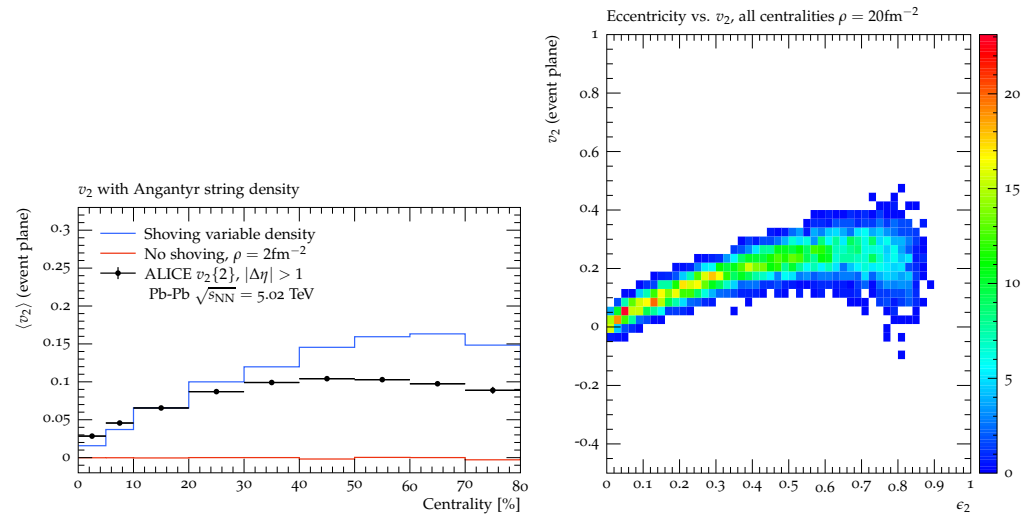 v₂ with Angantyr string density
⟨v₂⟩ (event plane)
0.3
0.25
0.2
0.15
0.1
0.05
0
Shoving variable density
No shoving, ρ = 2fm⁻²
ALICE v₂{2}, |Δη| > 1
Pb-Pb √s_NN = 5.02 TeV
0 10 20 30 40 50 60 70 80
Centrality [%]
Eccentricity vs. v₂, all centralities ρ = 20fm⁻²
v₂ (event plane)
1
0.8
0.6
0.4
0.2
0
-0.2
-0.4
0 0.1 0.2 0.3 0.4 0.5 0.6 0.7 0.8 0.9 1
ϵ₂
20
15
10
5
0